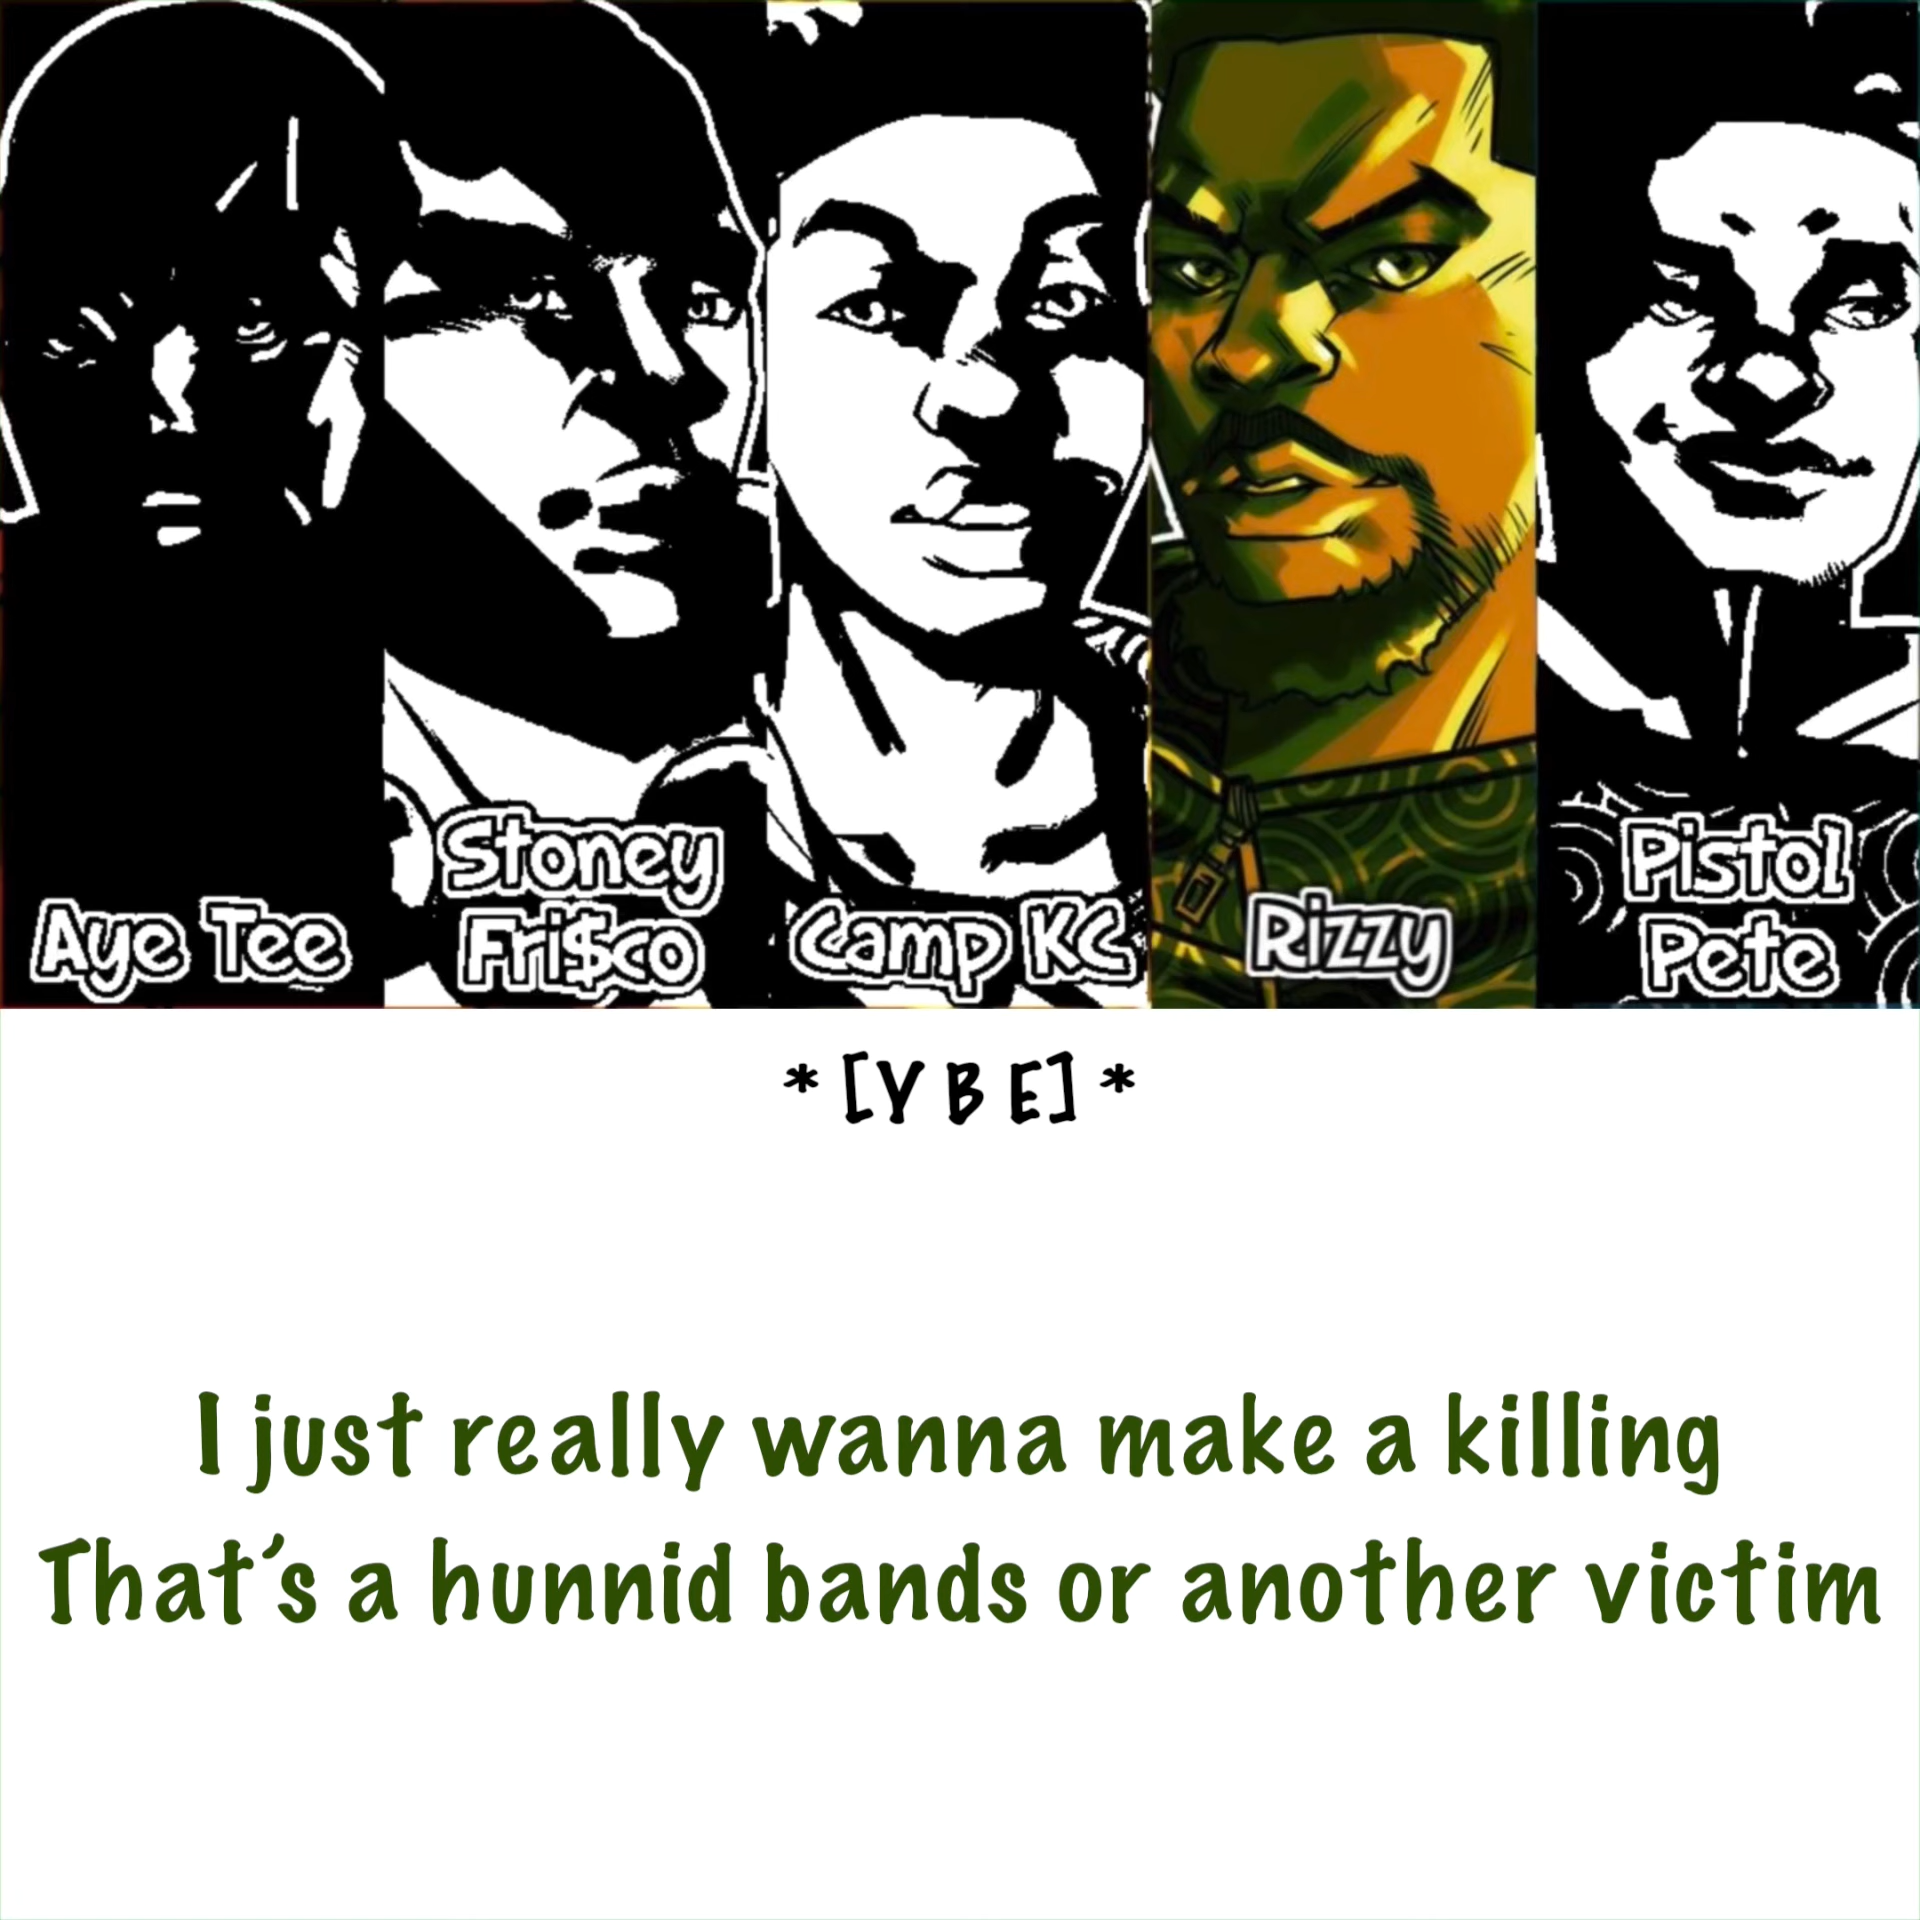 Aye Tee
Stoney
Fri$co
Camp KC
Rizzy
Pistol
Pete
*[Y B E]*
I just really wanna make a killing
That's a hunnid bands or another victim